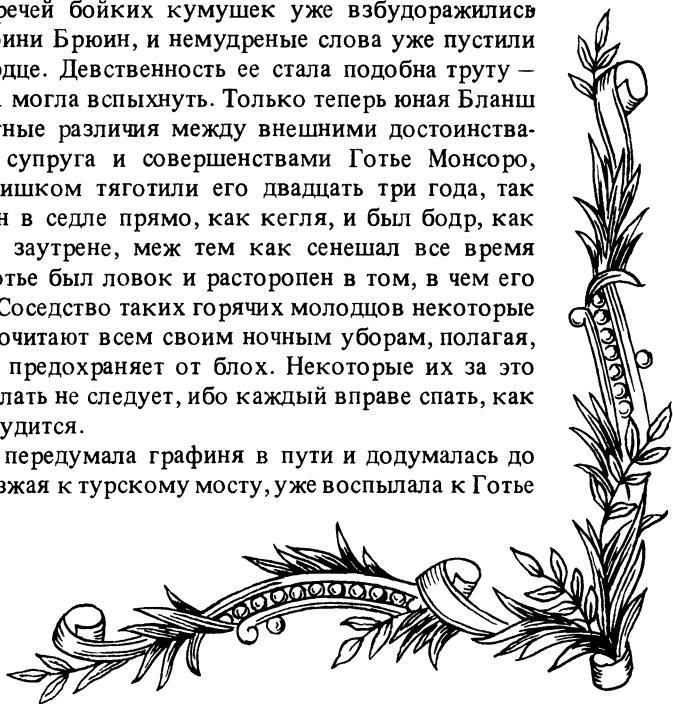 речей бойких кумушек уже взбудоражились
рини Брюин, и немудреные слова уже пустили
рдце. Девственность ее стала подобна труту –
могла вспыхнуть. Только теперь юная Бланш
тные различия между внешними достоинства-
супруга и совершенствами Готье Монсоро,
ишком тяготили его двадцать три года, так
н в седле прямо, как кегля, и был бодр, как
заутрене, меж тем как сенешал все время
отье был ловок и расторопен в том, в чем его
Соседство таких горячих молодцов некоторые
очитают всем своим ночным уборам, полагая,
предохраняет от блох. Некоторые их за это
лать не следует, ибо каждый вправе спать, как
удится.
передумала графиня в пути и додумалась до
зжая к турскому мосту, уже воспылала к Готье